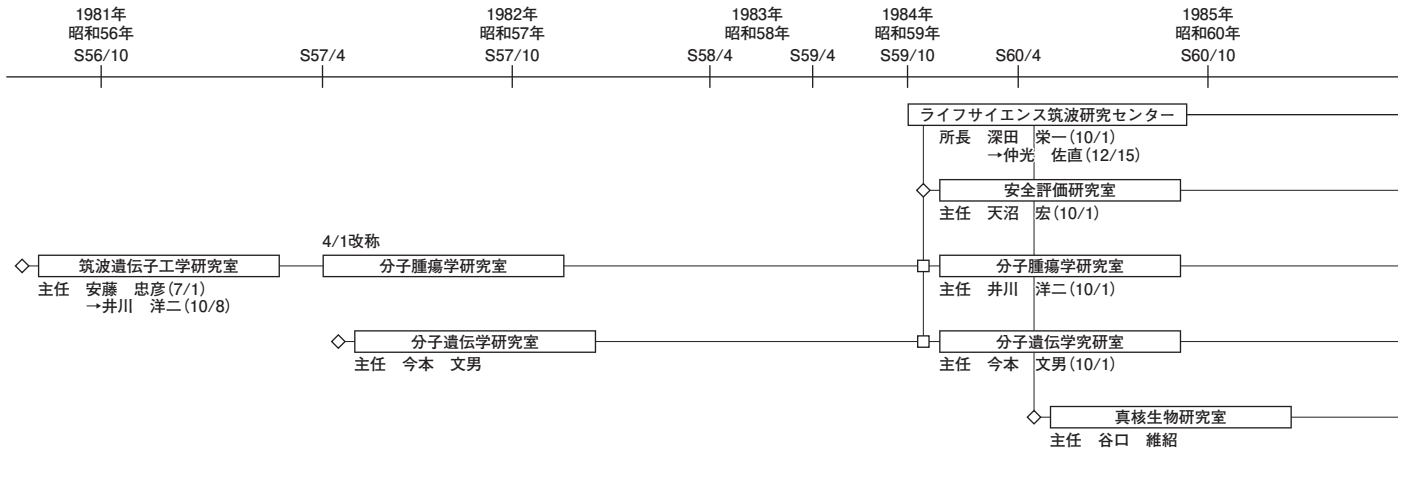 1981年 1982年 1983年 1984年 1985年
昭和56年 昭和57年 昭和58年 昭和59年 昭和60年
S56/10 S57/4 S57/10 S58/4 S59/4 S59/10 S60/4 S60/10
ライフサイエンス筑波研究センター
所長 深田 栄一(10/1)
→仲光 佐直(12/15)
安全評価研究室
主任 天沼 宏(10/1)
4/1改称
筑波遺伝子工学研究室 分子腫瘍学研究室 分子腫瘍学研究室
主任 安藤 忠彦(7/1) 主任 井川 洋二(10/1)
→井川 洋二(10/8)
分子遺伝学研究室 分子遺伝学究研室
主任 今本 文男 主任 今本 文男(10/1)
真核生物研究室
主任 谷口 維紹